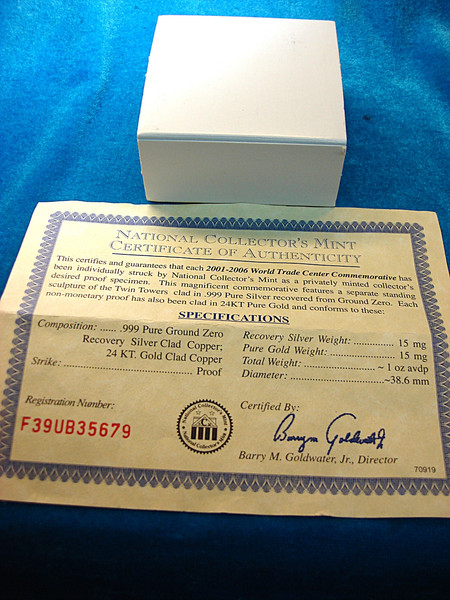 NATIONAL COLLECTOR'S MINT
CERTIFICATE OF AUTHENTICITY
This certifies and guarantees that each 2001-2006 World Trade Center Commemorative has
been individually struck by National Collector's Mint as a privately minted collector's
desired proof specimen. This magnificent commemorative features a separate standing
sculpture of the Twin Towers clad in .999 Pure Silver recovered from Ground Zero. Each
non-monetary proof has also been clad in 24KT Pure Gold and conforms to these:
SPECIFICATIONS
Composition: ...... .999 Pure Ground Zero
Recovery Silver Clad Copper;
24 KT. Gold Clad Copper
Strike: ........................................ Proof
Recovery Silver Weight: ............ 15 mg
Pure Gold Weight: ..................... 15 mg
Total Weight: .................... ~ 1 oz avdp
Diameter: ............................ ~38.6 mm
Registration Number:
F39UB35679
National Collector's Mint
Certified By:
Barry M Goldwater Jr
Barry M. Goldwater, Jr., Director
70919